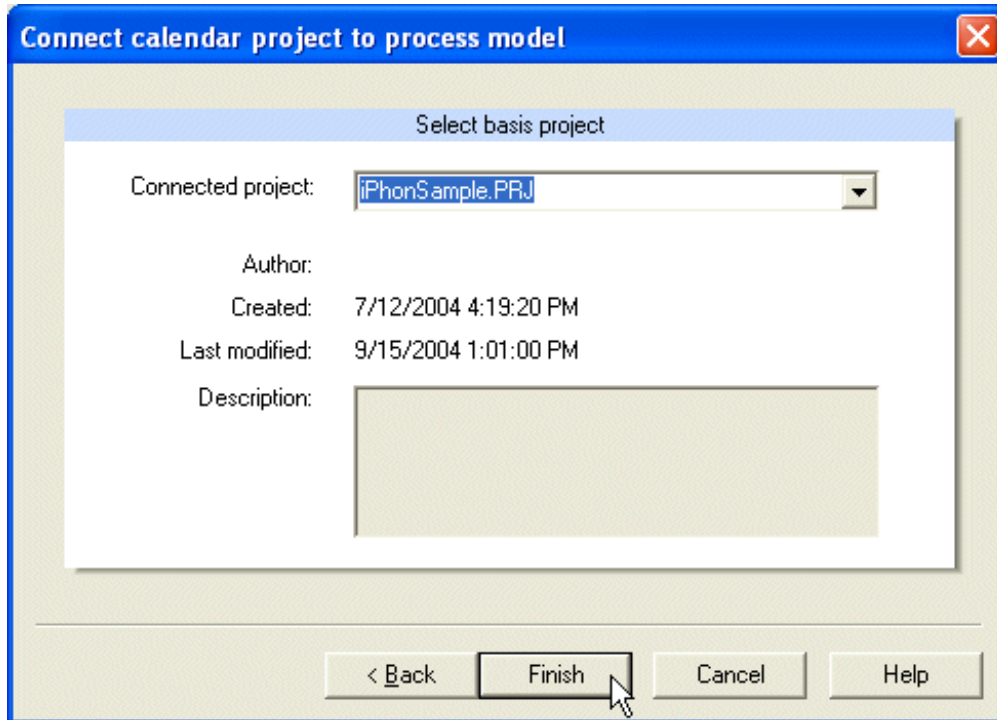 Connect calendar project to process model
Select basis project
Connected project: iPhonSample.PRJ
Author:
Created: 7/12/2004 4:19:20 PM
Last modified: 9/15/2004 1:01:00 PM
Description:
< Back Finish Cancel Help